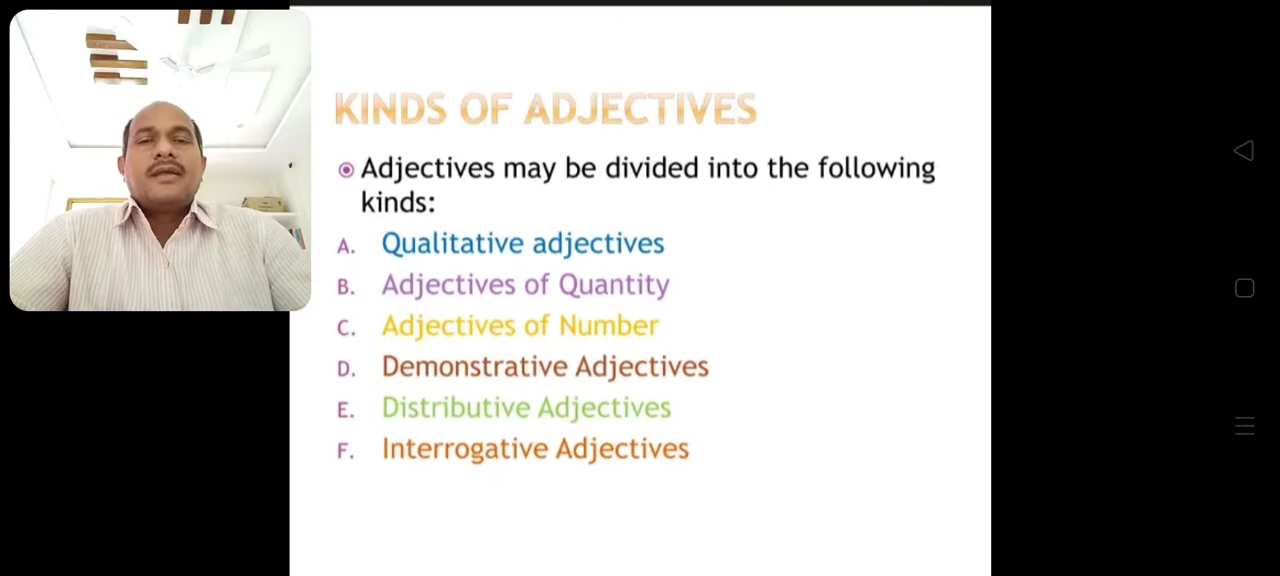 KINDS OF ADJECTIVES
Adjectives may be divided into the following
kinds:
A. Qualitative adjectives
B. Adjectives of Quantity
C. Adjectives of Number
D. Demonstrative Adjectives
E. Distributive Adjectives
F. Interrogative Adjectives